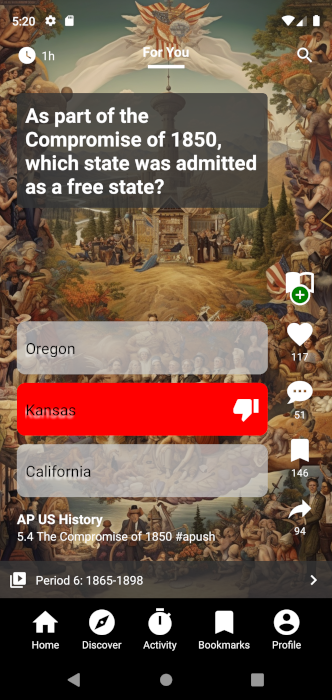 5:20
1h
For You
As part of the
Compromise of 1850,
which state was admitted
as a free state?
117
Oregon
51
Kansas
146
California
94
AP US History
5.4 The Compromise of 1850 #apush
Period 6: 1865-1898
Home Discover Activity Bookmarks Profile